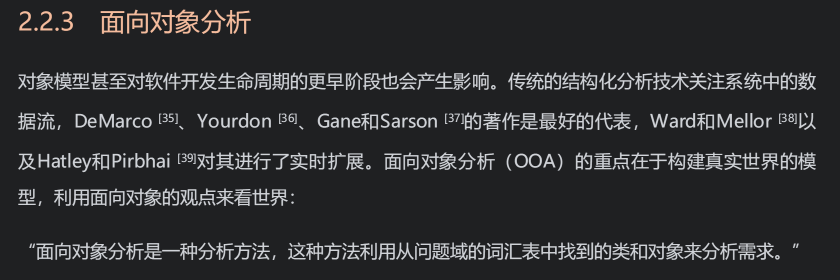 2.2.3 面向对象分析
对象模型甚至对软件开发生命周期的更早阶段也会产生影响。传统的结构化分析技术关注系统中的数
据流，DeMarco [35]、Yourdon [36]、Gane和Sarson [37]的著作是最好的代表，Ward和Mellor [38]以
及Hatley和Pirbhai [39]对其进行了实时扩展。面向对象分析（OOA）的重点在于构建真实世界的模
型，利用面向对象的观点来看世界：
“面向对象分析是一种分析方法，这种方法利用从问题域的词汇表中找到的类和对象来分析需求。”